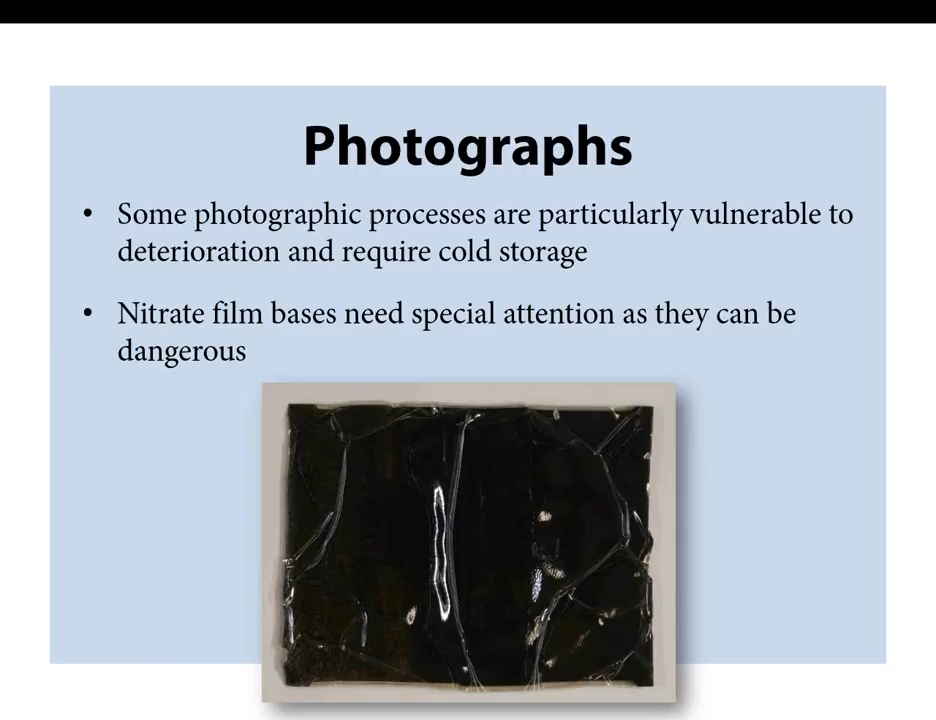 Photographs
• Some photographic processes are particularly vulnerable to
deterioration and require cold storage
• Nitrate film bases need special attention as they can be
dangerous